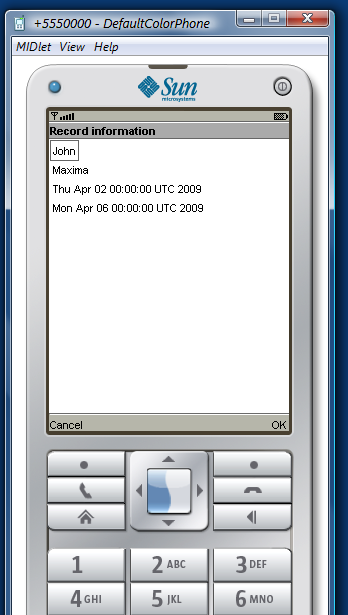 +5550000 - DefaultColorPhone
MIDlet View Help
Sun
microsystems
Record information
John
Maxima
Thu Apr 02 00:00:00 UTC 2009
Mon Apr 06 00:00:00 UTC 2009
Cancel OK
1 2 ABC 3 DEF
4 GHI 5 JKL 6 MNO